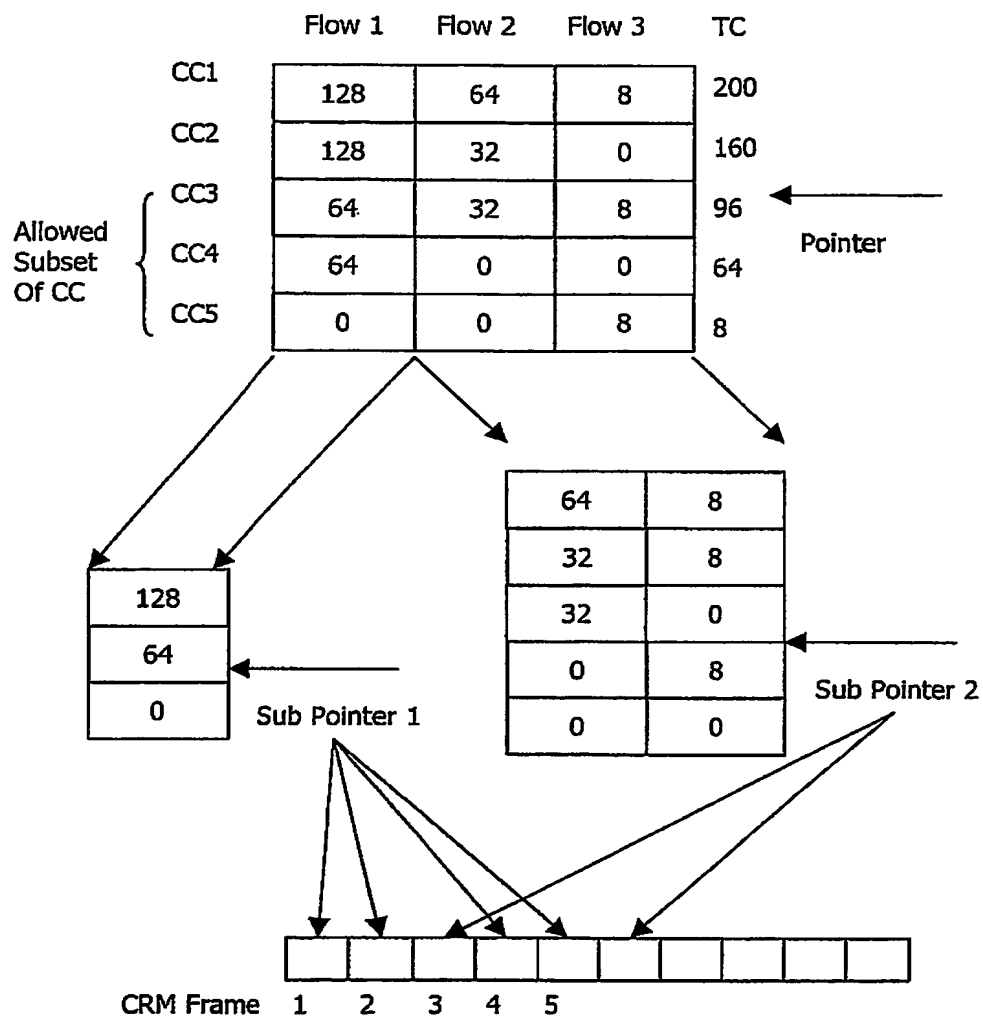 Flow 1 Flow 2 Flow 3 TC
CC1 128 64 8 200
CC2 128 32 0 160
CC3 64 32 8 96
CC4 64 0 0 64
CC5 0 0 8 8
Allowed
Subset
Of CC
Pointer
64 8
32 8
32 0
0 8
0 0
128
64
0
Sub Pointer 1
Sub Pointer 2
CRM Frame 1 2 3 4 5